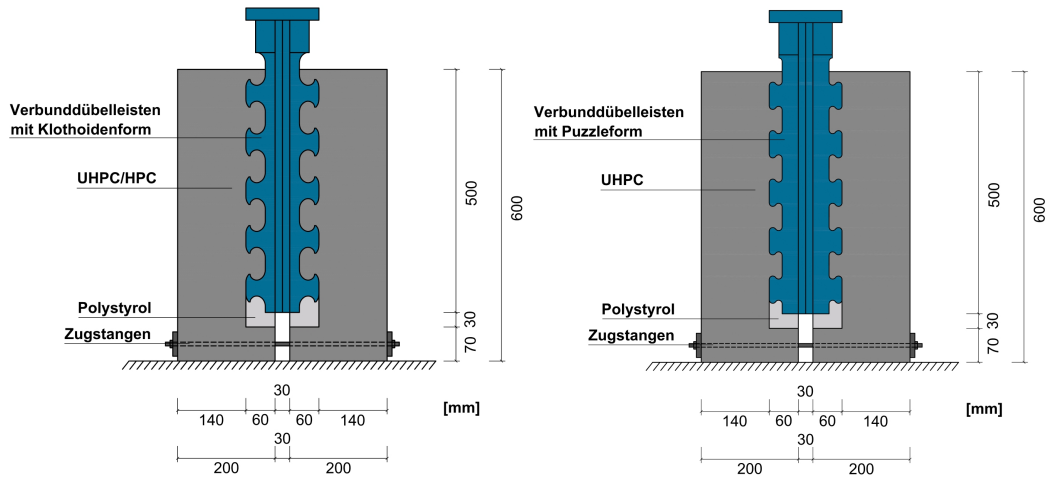 Verbunddübelleisten
mit Klothoidenform
UHPC/HPC
Polystyrol
Zugstangen
500
600
30
70
30
140 60 60 140
[mm]
30
200 200
Verbunddübelleisten
mit Puzzleform
UHPC
Polystyrol
Zugstangen
500
600
30
70
30
140 60 60 140
[mm]
30
200 200